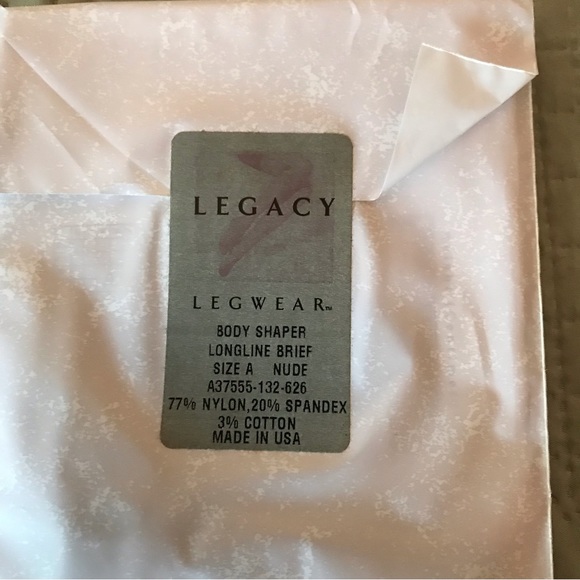 LEGACY
LEGWEAR™
BODY SHAPER
LONGLINE BRIEF
SIZE A NUDE
A37555-132-626
77% NYLON,20% SPANDEX
3% COTTON
MADE IN USA